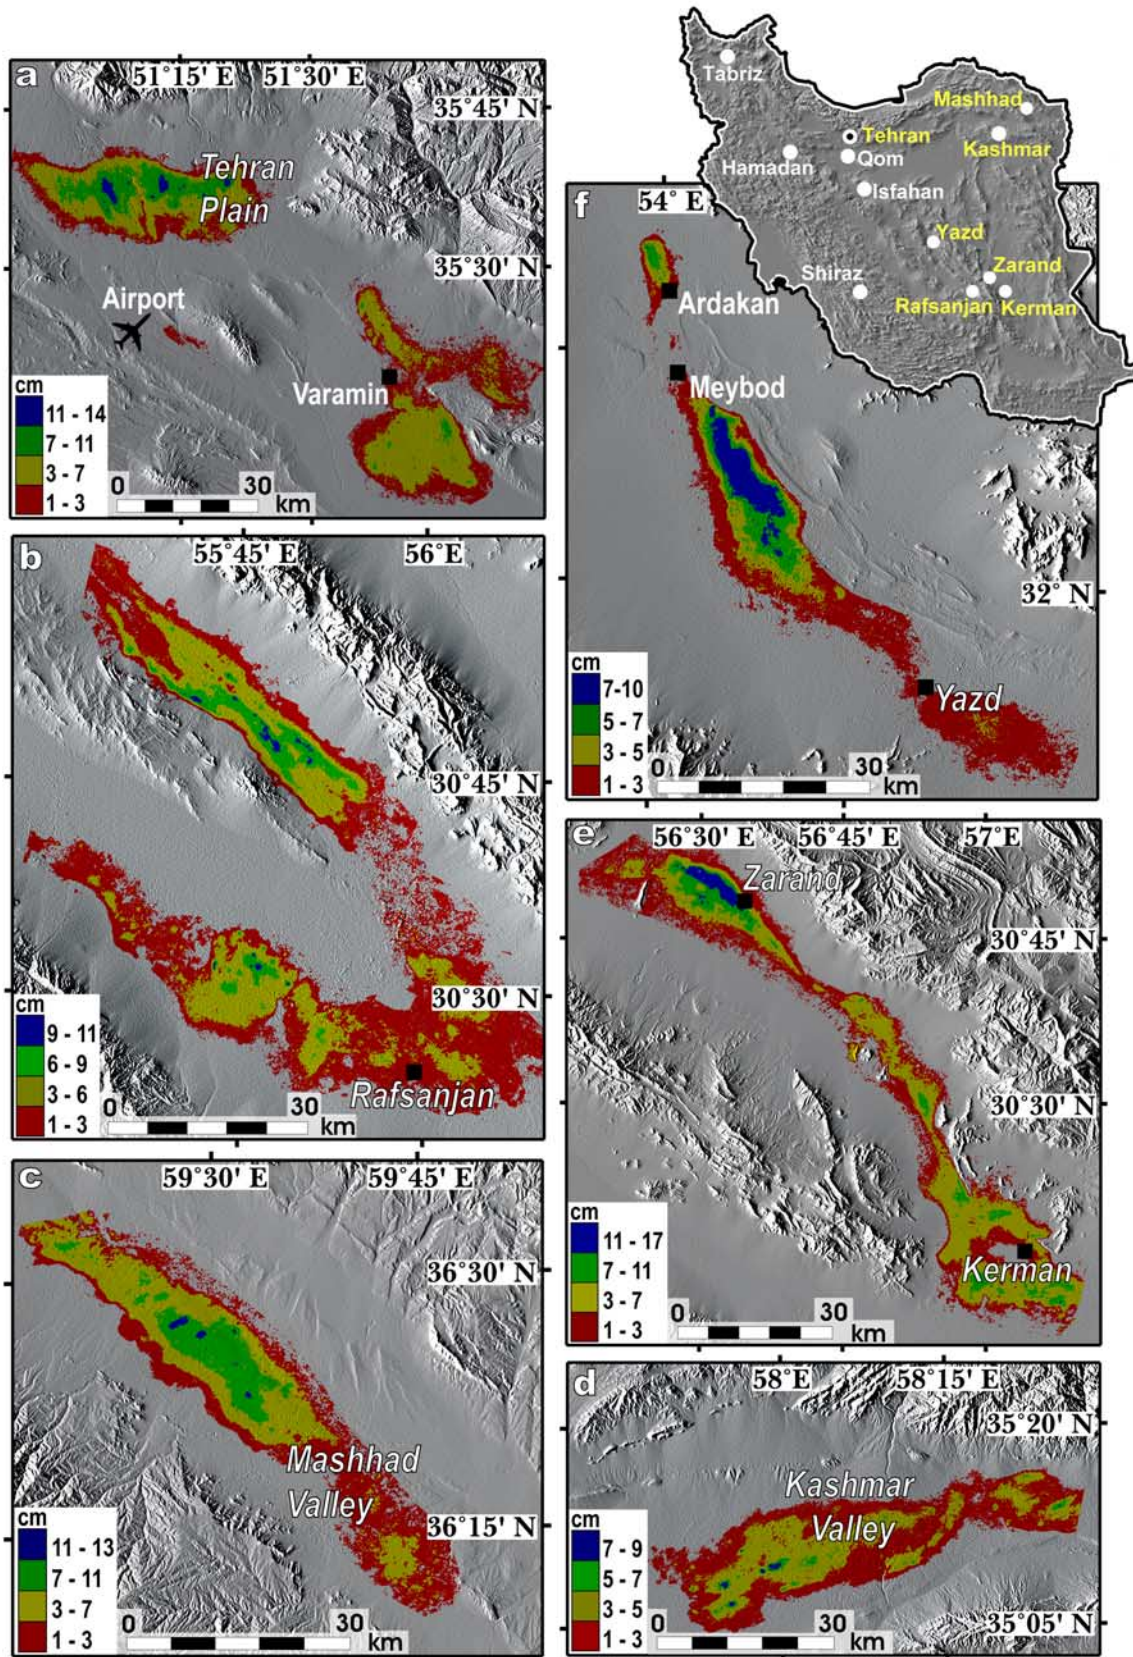 a
51°15' E
51°30' E
35°45' N
Tehran
Plain
35°30' N
Airport
Varamin
cm
11 - 14
7 - 11
3 - 7
1 - 3
0
30
km
b
55°45' E
56°E
30°45' N
30°30' N
cm
9 - 11
6 - 9
3 - 6
1 - 3
Rafsanjan
0
30
km
c
59°30' E
59°45' E
36°30' N
Mashhad
Valley
36°15' N
cm
11 - 13
7 - 11
3 - 7
1 - 3
0
30
km
Tabriz
Mashhad
Tehran
Kashmar
Hamadan
Qom
Isfahan
Yazd
Zarand
Shiraz
Rafsanjan
Kerman
f
54° E
Ardakan
Meybod
32° N
Yazd
cm
7-10
5 - 7
3 - 5
1 - 3
0
30
km
e
56°30' E
56°45' E
57°E
Zarand
30°45' N
30°30' N
Kerman
cm
11 - 17
7 - 11
3 - 7
1 - 3
0
30
km
d
58°E
58°15' E
35°20' N
Kashmar
Valley
35°05' N
cm
7 - 9
5 - 7
3 - 5
1 - 3
0
30
km